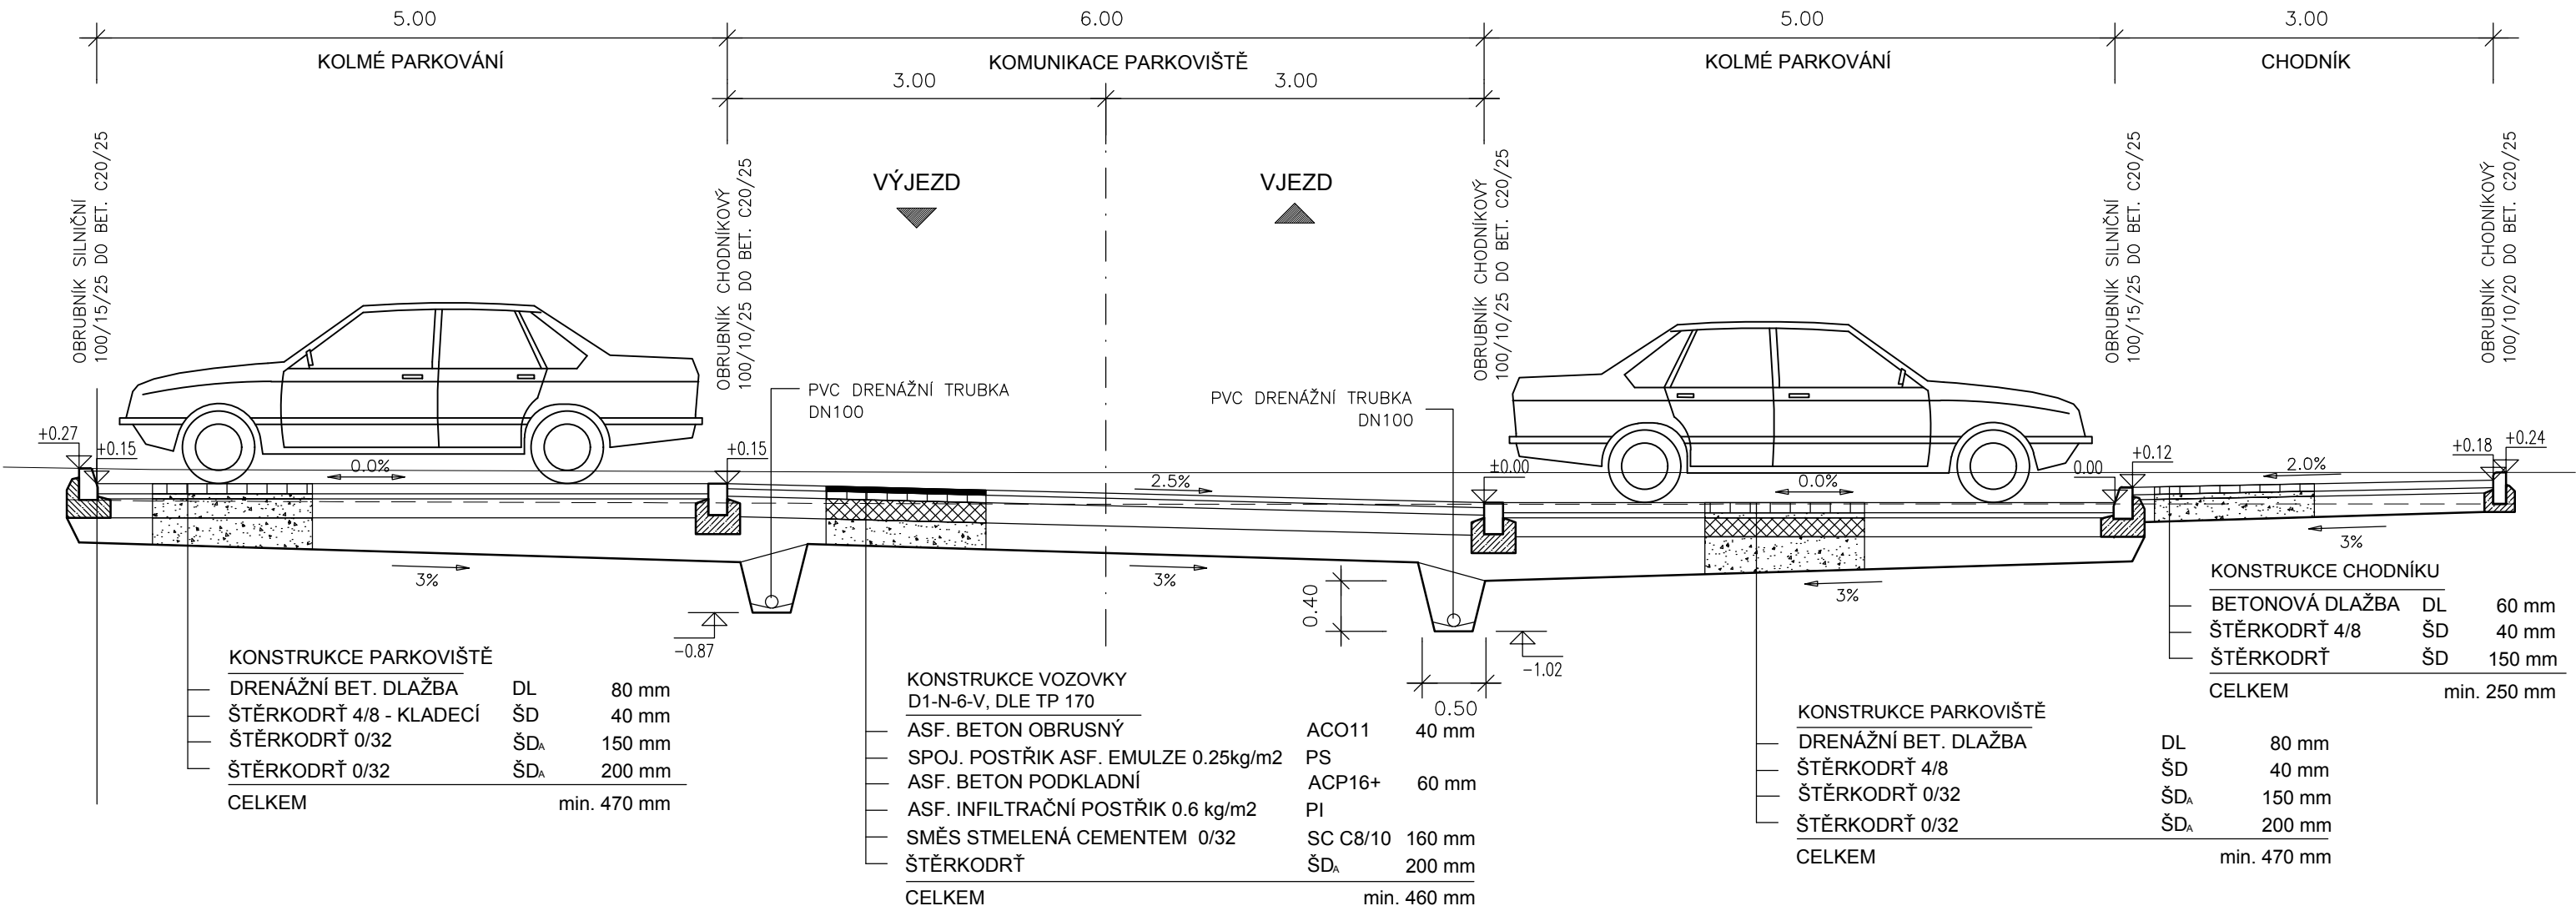 5.00
6.00
5.00
3.00
KOLMÉ PARKOVÁNÍ
KOMUNIKACE PARKOVIŠTĚ
KOLMÉ PARKOVÁNÍ
CHODNÍK
3.00
3.00
OBRUBNÍK SILNIČNÍ
100/15/25 DO BET. C20/25
OBRUBNÍK CHODNÍKOVÝ
100/10/25 DO BET. C20/25
VÝJEZD
VJEZD
OBRUBNÍK CHODNÍKOVÝ
100/10/25 DO BET. C20/25
OBRUBNÍK SILNIČNÍ
100/15/25 DO BET. C20/25
OBRUBNÍK CHODNÍKOVÝ
100/10/20 DO BET. C20/25
PVC DRENÁŽNÍ TRUBKA
DN100
PVC DRENÁŽNÍ TRUBKA
DN100
+0.27
+0.15
0.0%
+0.15
2.5%
±0.00
0.0%
0.00
+0.12
2.0%
+0.18
+0.24
3%
3%
3%
3%
-0.87
0.40
-1.02
0.50
KONSTRUKCE PARKOVIŠTĚ
DRENÁŽNÍ BET. DLAŽBA DL 80 mm
ŠTĚRKODRŤ 4/8 - KLADECÍ ŠD 40 mm
ŠTĚRKODRŤ 0/32 ŠDA 150 mm
ŠTĚRKODRŤ 0/32 ŠDA 200 mm
CELKEM min. 470 mm
KONSTRUKCE VOZOVKY
D1-N-6-V, DLE TP 170
ASF. BETON OBRUSNÝ ACO11 40 mm
SPOJ. POSTŘIK ASF. EMULZE 0.25kg/m2 PS
ASF. BETON PODKLADNÍ ACP16+ 60 mm
ASF. INFILTRAČNÍ POSTŘIK 0.6 kg/m2 PI
SMĚS STMELENÁ CEMENTEM 0/32 SC C8/10 160 mm
ŠTĚRKODRŤ ŠDA 200 mm
CELKEM min. 460 mm
KONSTRUKCE PARKOVIŠTĚ
DRENÁŽNÍ BET. DLAŽBA DL 80 mm
ŠTĚRKODRŤ 4/8 ŠD 40 mm
ŠTĚRKODRŤ 0/32 ŠDA 150 mm
ŠTĚRKODRŤ 0/32 ŠDA 200 mm
CELKEM min. 470 mm
KONSTRUKCE CHODNÍKU
BETONOVÁ DLAŽBA DL 60 mm
ŠTĚRKODRŤ 4/8 ŠD 40 mm
ŠTĚRKODRŤ ŠD 150 mm
CELKEM min. 250 mm